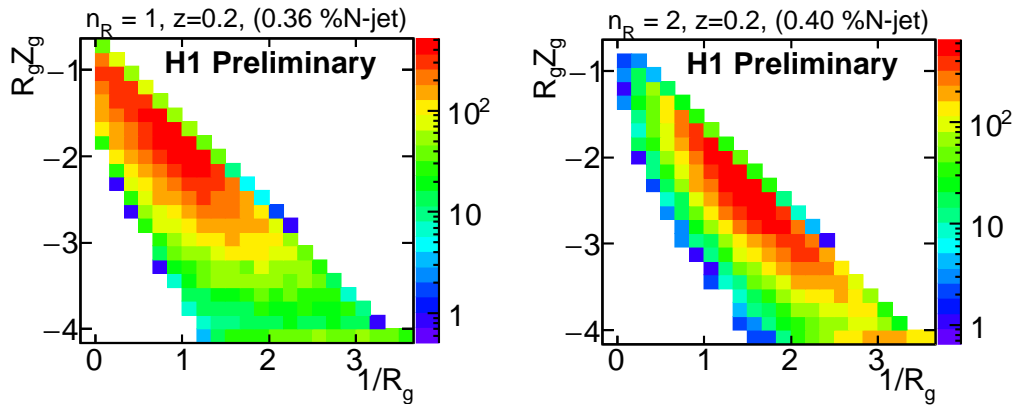 n_R = 1, z=0.2, (0.36 %N-jet)
H1 Preliminary
R_gZ_g
−1
−2
−3
−4
0
1
2
3
1/R_g
10^2
10
1
n_R = 2, z=0.2, (0.40 %N-jet)
H1 Preliminary
R_gZ_g
−1
−2
−3
−4
0
1
2
3
1/R_g
10^2
10
1